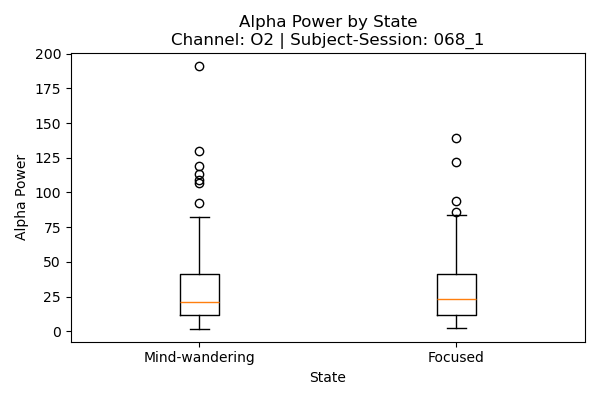 Alpha Power by State
Channel: O2 | Subject-Session: 068_1
200
175
150
125
100
75
50
25
0
Alpha Power
Mind-wandering
Focused
State